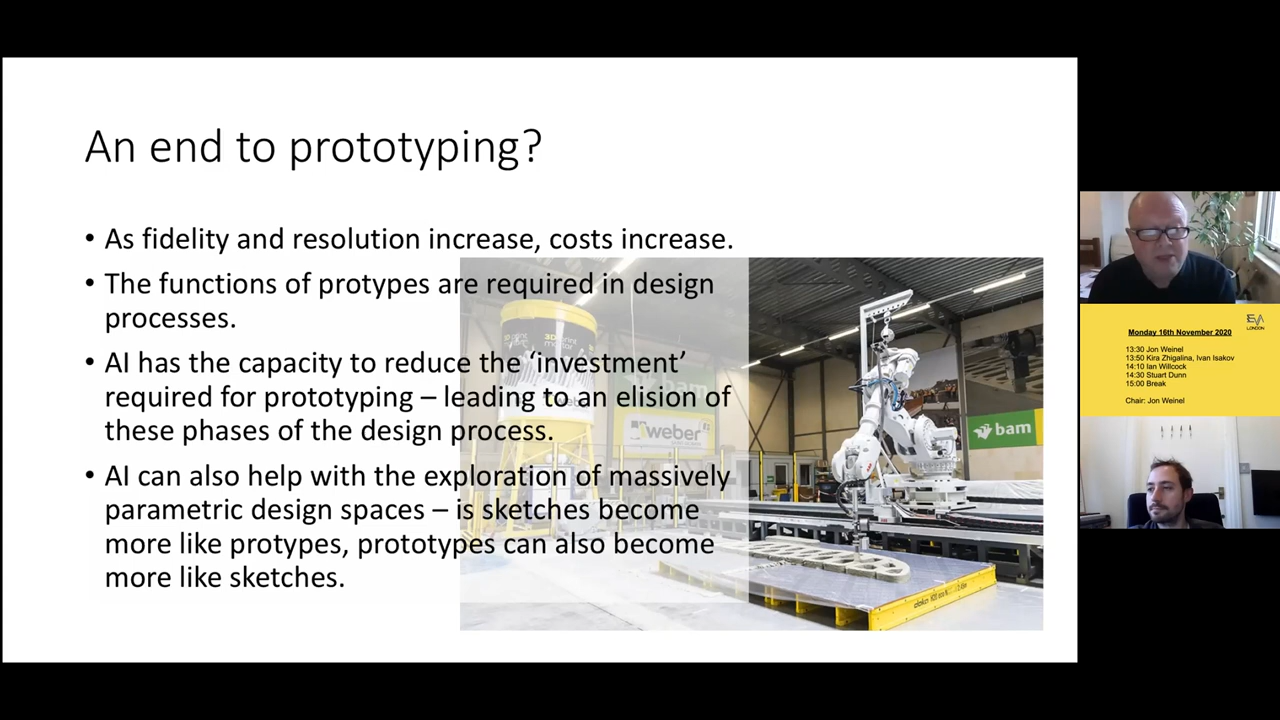 An end to prototyping?
• As fidelity and resolution increase, costs increase.
• The functions of protypes are required in design
processes.
• AI has the capacity to reduce the ‘investment’
required for prototyping – leading to an elision of
these phases of the design process.
• AI can also help with the exploration of massively
parametric design spaces – is sketches become
more like protypes, prototypes can also become
more like sketches.
weber
bam
bam
EVA
LONDON
Monday 16th November 2020
13:30 Jon Weinel
13:50 Kira Zhigalina, Ivan Isakov
14:10 Ian Willcock
14:30 Stuart Dunn
15:00 Break
Chair: Jon Weinel